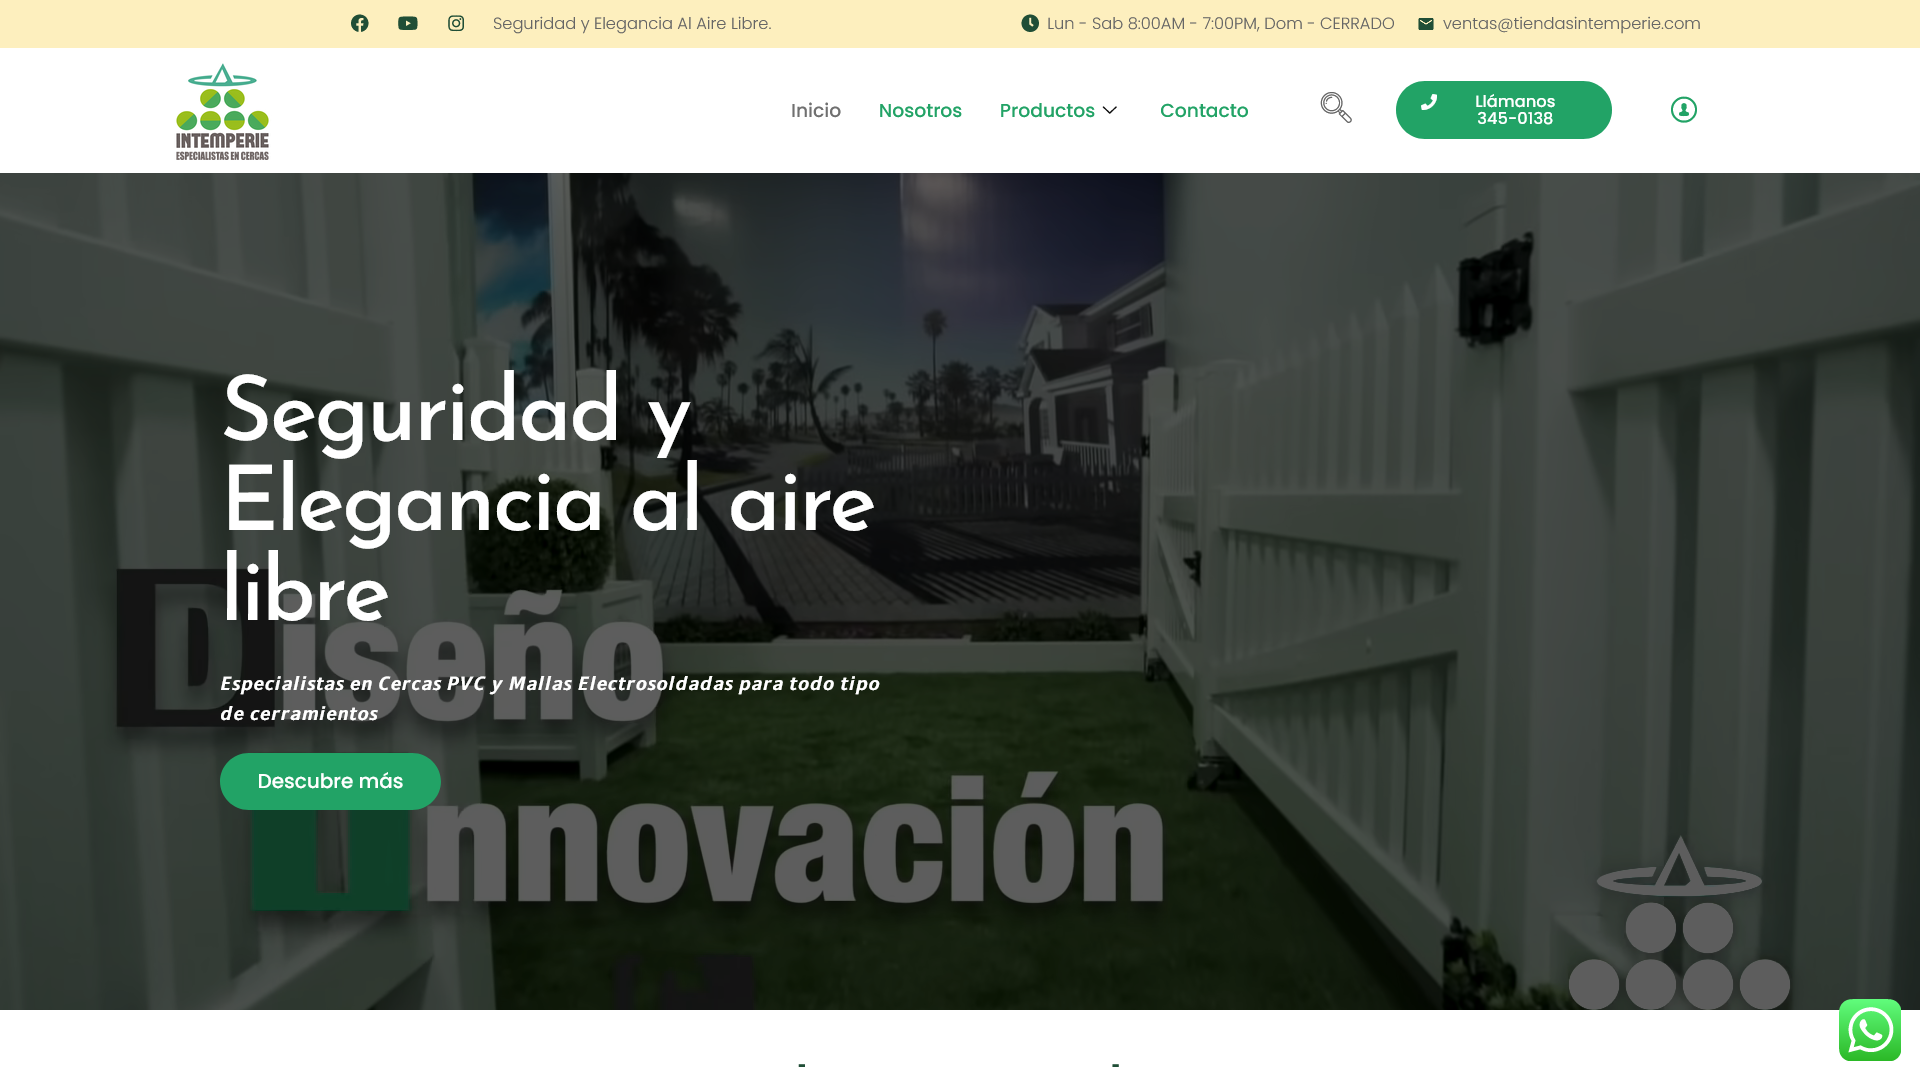 Seguridad y Elegancia Al Aire Libre.
Lun - Sab 8:00AM - 7:00PM, Dom - CERRADO
ventas@tiendasintemperie.com
INTEMPERIE
ESPECIALISTAS EN CERCAS
Inicio
Nosotros
Productos
Contacto
Llámanos
345-0138
Seguridad y
Elegancia al aire
libre
Diseño
Especialistas en Cercas PVC y Mallas Electrosoldadas para todo tipo
de cerramientos
Descubre más
Innovación